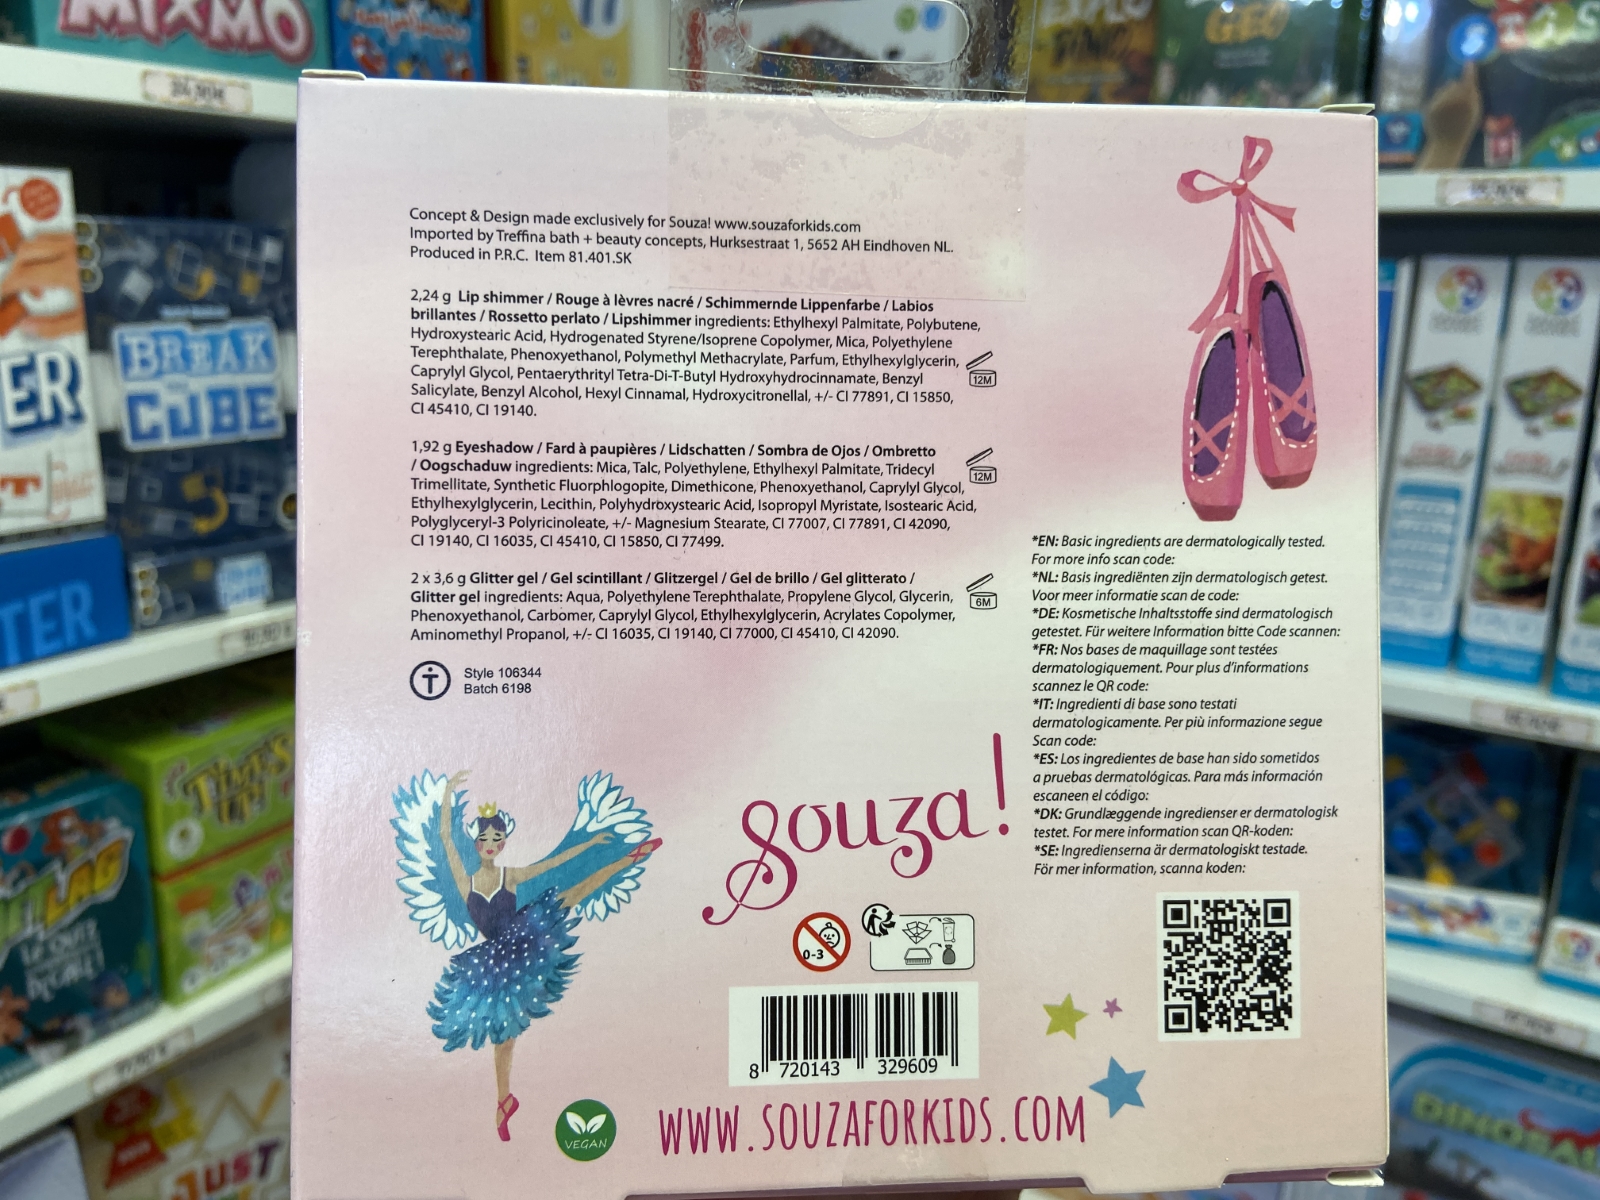 MIXMO
EXPLO
GEO
24,90€
ER
BREAK
CUBE
TER
TIME'S
UP!
JUST
DINOSAU
Concept & Design made exclusively for Souza! www.souzaforkids.com
Imported by Treffina bath + beauty concepts, Hurksestraat 1, 5652 AH Eindhoven NL.
Produced in P.R.C. Item 81.401.SK
2,24 g Lip shimmer / Rouge à lèvres nacré / Schimmernde Lippenfarbe / Labios
brillantes / Rossetto perlato / Lipshimmer ingredients: Ethylhexyl Palmitate, Polybutene,
Hydroxystearic Acid, Hydrogenated Styrene/Isoprene Copolymer, Mica, Polyethylene
Terephthalate, Phenoxyethanol, Polymethyl Methacrylate, Parfum, Ethylhexylglycerin,
Caprylyl Glycol, Pentaerythrityl Tetra-Di-T-Butyl Hydroxyhydrocinnamate, Benzyl
Salicylate, Benzyl Alcohol, Hexyl Cinnamal, Hydroxycitronellal, +/- CI 77891, CI 15850,
CI 45410, CI 19140.
12M
1,92 g Eyeshadow / Fard à paupières / Lidschatten / Sombra de Ojos / Ombretto
/ Oogschaduw ingredients: Mica, Talc, Polyethylene, Ethylhexyl Palmitate, Tridecyl
Trimellitate, Synthetic Fluorphlogopite, Dimethicone, Phenoxyethanol, Caprylyl Glycol,
Ethylhexylglycerin, Lecithin, Polyhydroxystearic Acid, Isopropyl Myristate, Isostearic Acid,
Polyglyceryl-3 Polyricinoleate, +/- Magnesium Stearate, CI 77007, CI 77891, CI 42090,
CI 19140, CI 16035, CI 45410, CI 15850, CI 77499.
12M
2 x 3,6 g Glitter gel / Gel scintillant / Glitzergel / Gel de brillo / Gel glitterato /
Glitter gel ingredients: Aqua, Polyethylene Terephthalate, Propylene Glycol, Glycerin,
Phenoxyethanol, Carbomer, Caprylyl Glycol, Ethylhexylglycerin, Acrylates Copolymer,
Aminomethyl Propanol, +/- CI 16035, CI 19140, CI 77000, CI 45410, CI 42090.
6M
Style 106344
Batch 6198
*EN: Basic ingredients are dermatologically tested.
For more info scan code:
*NL: Basis ingrediënten zijn dermatologisch getest.
Voor meer informatie scan de code:
*DE: Kosmetische Inhaltsstoffe sind dermatologisch
getestet. Für weitere Information bitte Code scannen:
*FR: Nos bases de maquillage sont testées
dermatologiquement. Pour plus d'informations
scannez le QR code:
*IT: Ingredienti di base sono testati
dermatologicamente. Per più informazione segue
Scan code:
*ES: Los ingredientes de base han sido sometidos
a pruebas dermatológicas. Para más información
escaneen el código:
*DK: Grundlæggende ingredienser er dermatologisk
testet. For mere information scan QR-koden:
*SE: Ingredienserna är dermatologiskt testade.
För mer information, scanna koden:
Souza!
0-3
8 720143 329609
VEGAN
WWW.SOUZAFORKIDS.COM